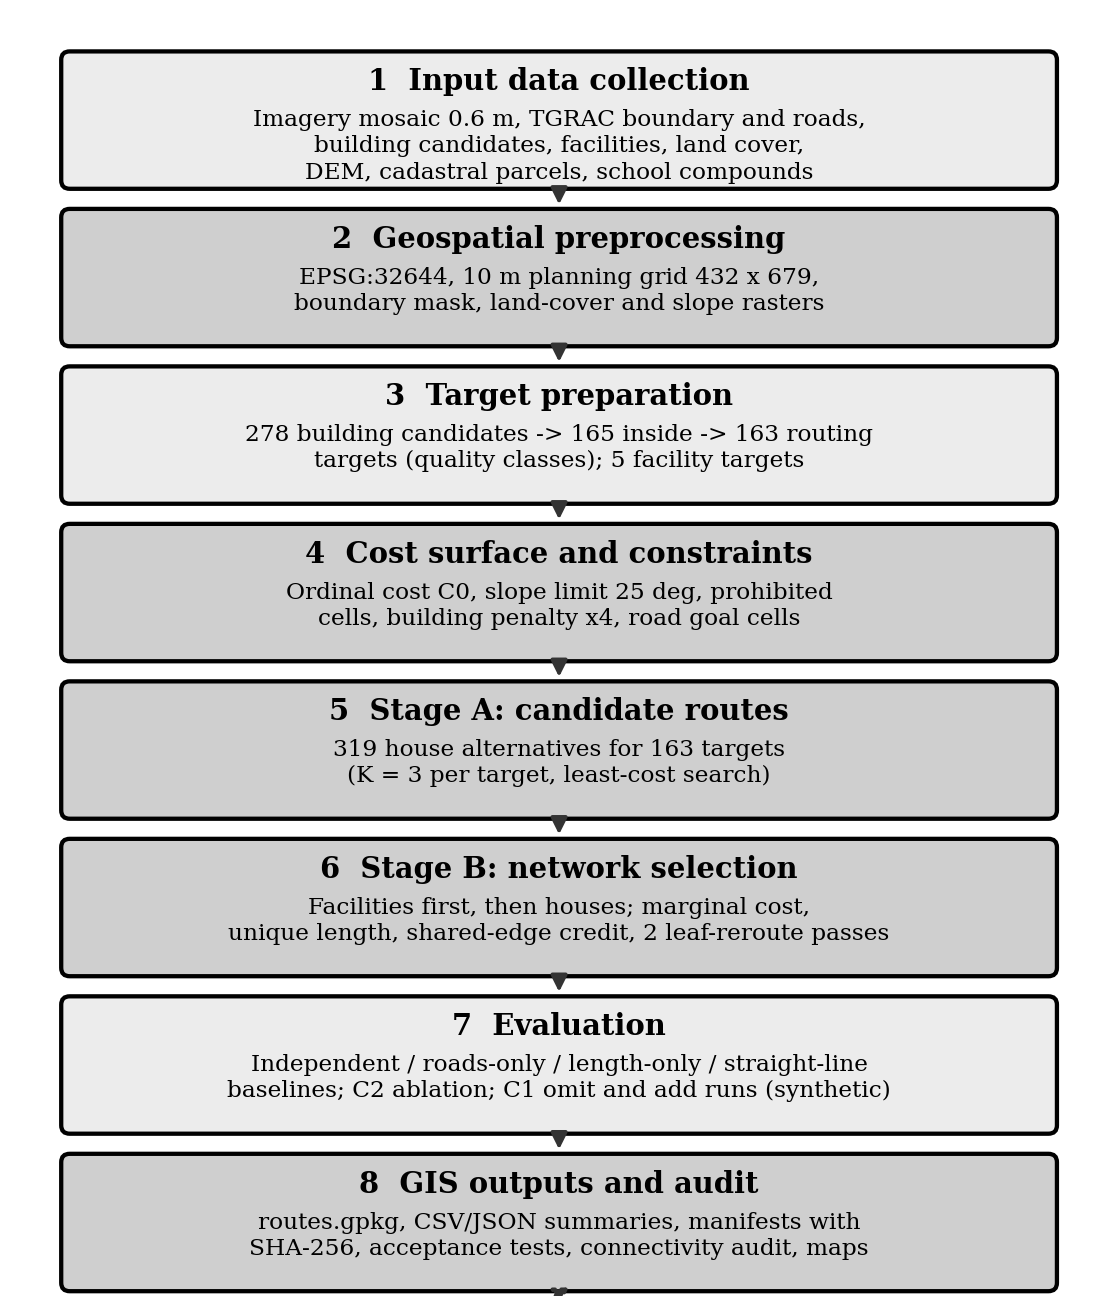 1 Input data collection
Imagery mosaic 0.6 m, TGRAC boundary and roads,
building candidates, facilities, land cover,
DEM, cadastral parcels, school compounds
2 Geospatial preprocessing
EPSG:32644, 10 m planning grid 432 x 679,
boundary mask, land-cover and slope rasters
3 Target preparation
278 building candidates -> 165 inside -> 163 routing
targets (quality classes); 5 facility targets
4 Cost surface and constraints
Ordinal cost C0, slope limit 25 deg, prohibited
cells, building penalty x4, road goal cells
5 Stage A: candidate routes
319 house alternatives for 163 targets
(K = 3 per target, least-cost search)
6 Stage B: network selection
Facilities first, then houses; marginal cost,
unique length, shared-edge credit, 2 leaf-reroute passes
7 Evaluation
Independent / roads-only / length-only / straight-line
baselines; C2 ablation; C1 omit and add runs (synthetic)
8 GIS outputs and audit
routes.gpkg, CSV/JSON summaries, manifests with
SHA-256, acceptance tests, connectivity audit, maps